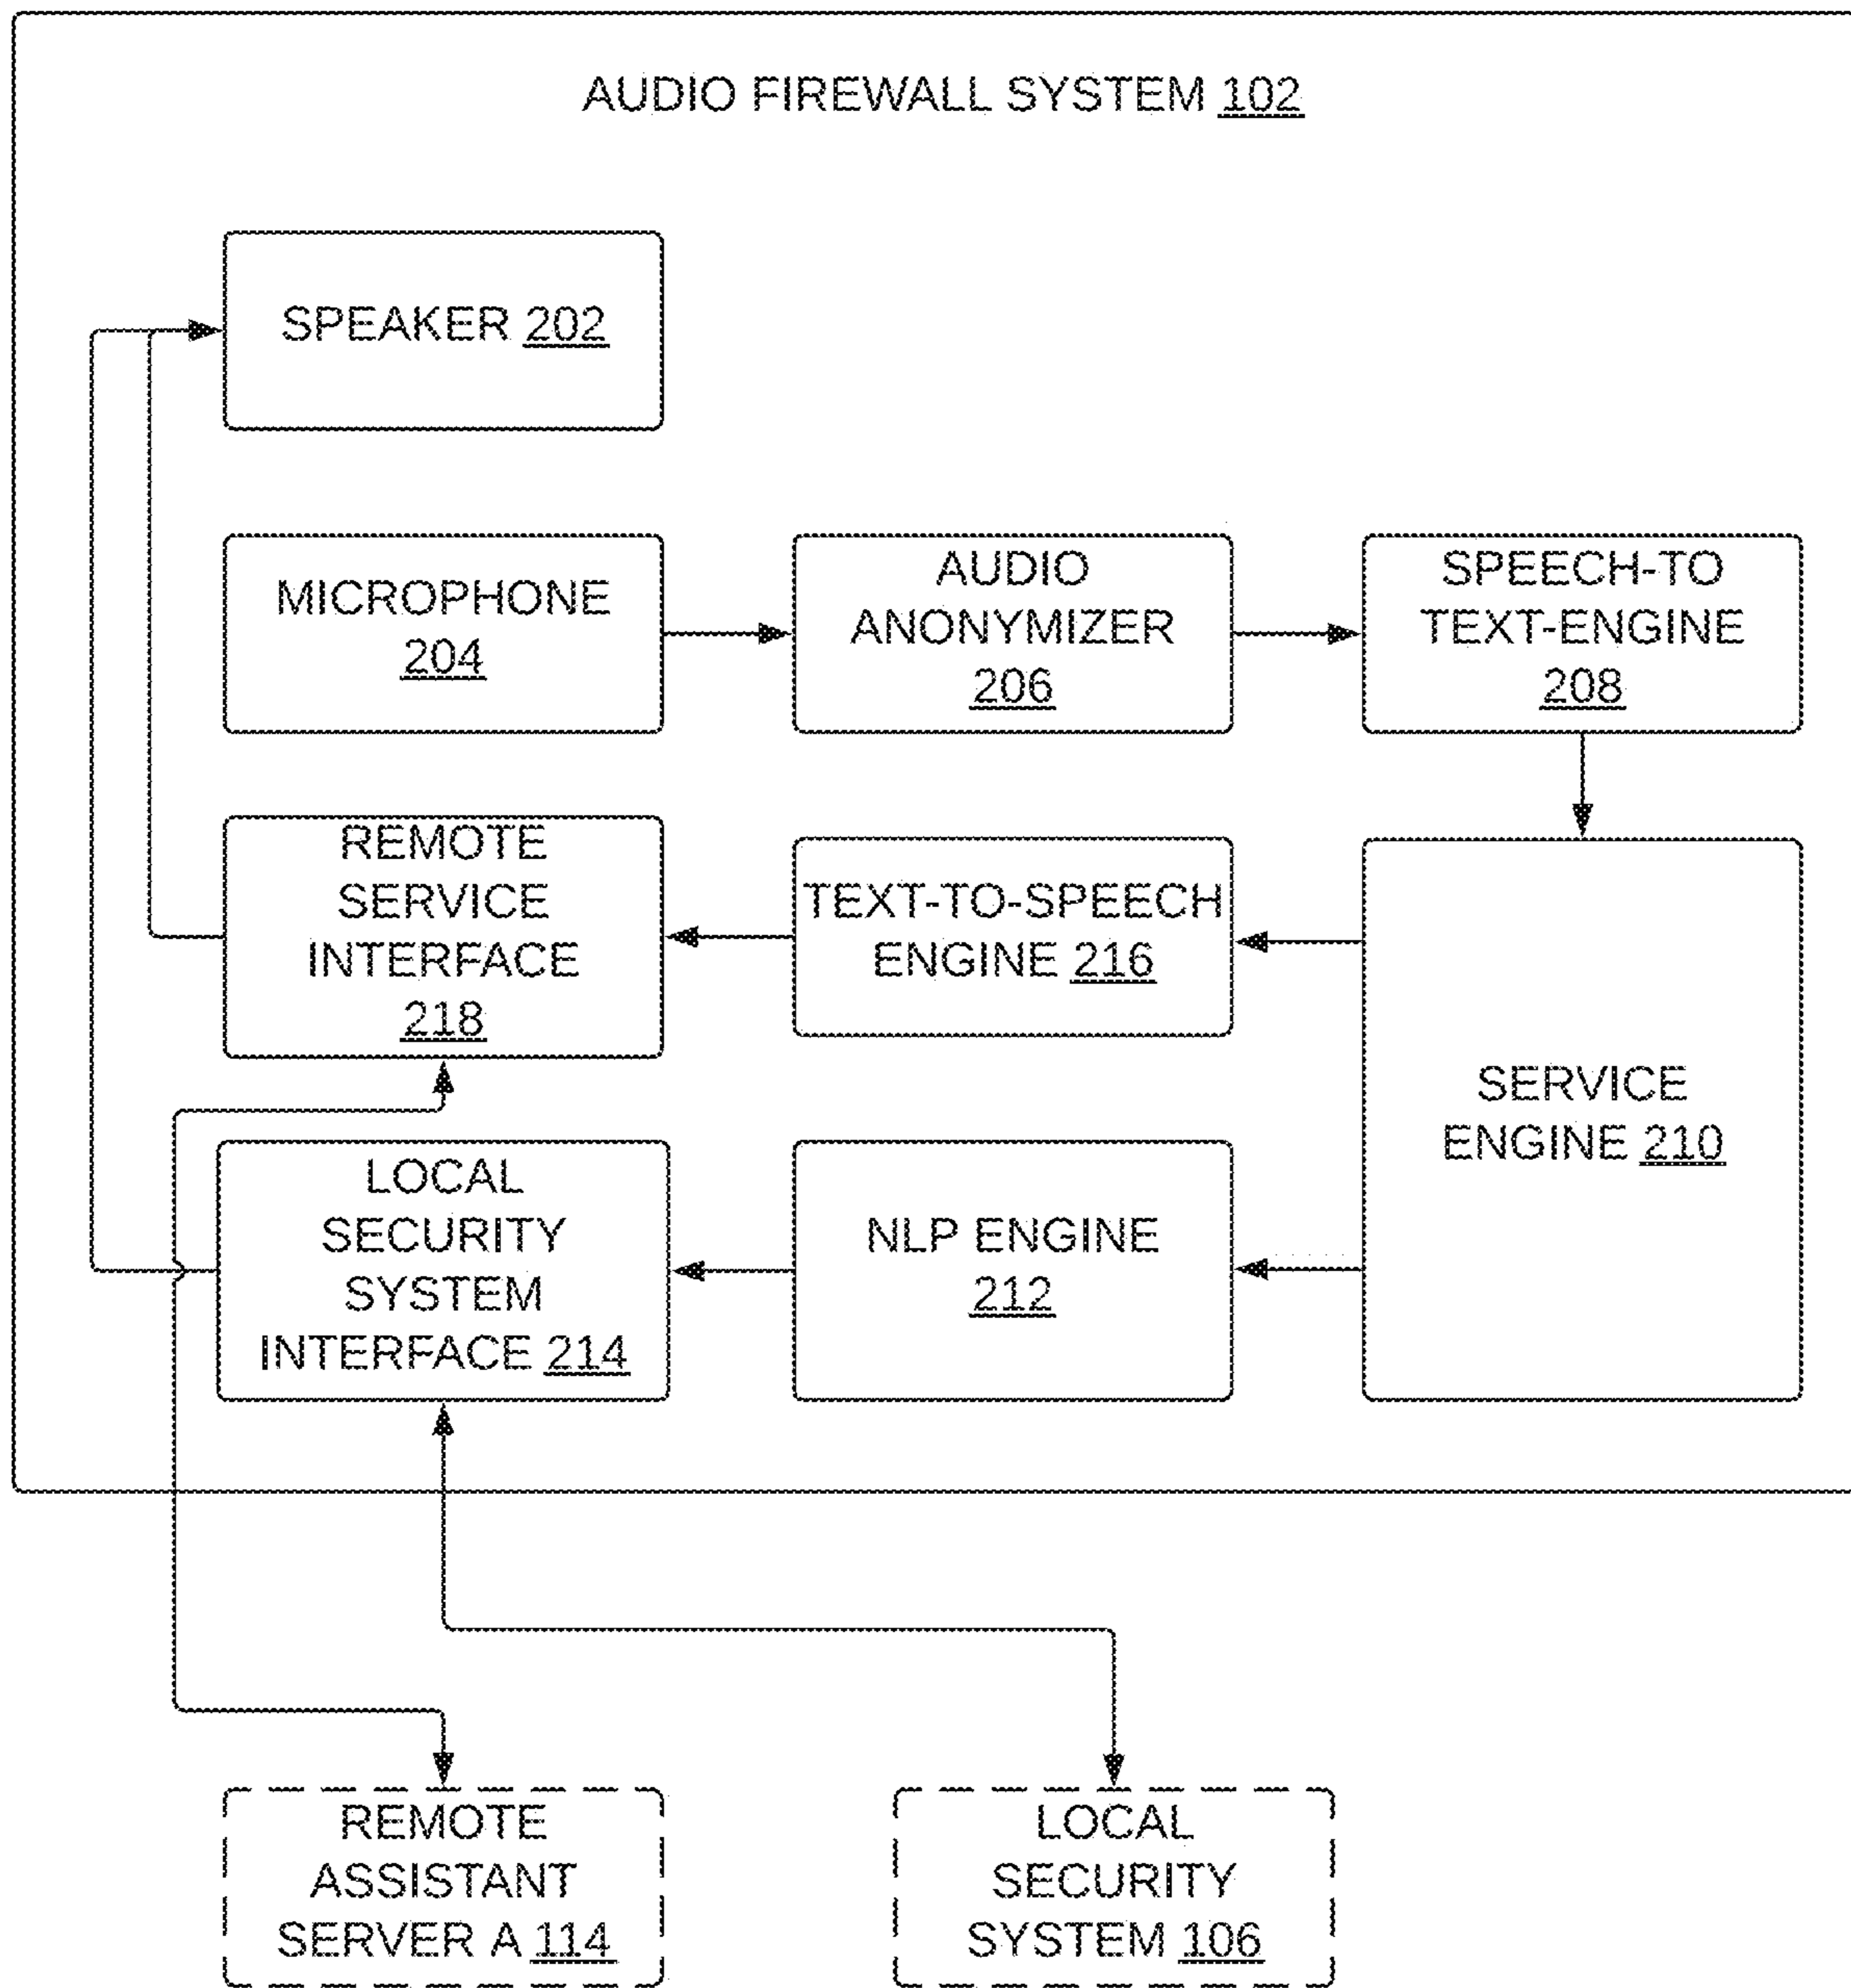 AUDIO FIREWALL SYSTEM 102
SPEAKER 202
MICROPHONE
204
AUDIO
ANONYMIZER
206
SPEECH-TO
TEXT-ENGINE
208
REMOTE
SERVICE
INTERFACE
218
TEXT-TO-SPEECH
ENGINE 216
SERVICE
ENGINE 210
LOCAL
SECURITY
SYSTEM
INTERFACE 214
NLP ENGINE
212
REMOTE
ASSISTANT
SERVER A 114
LOCAL
SECURITY
SYSTEM 106